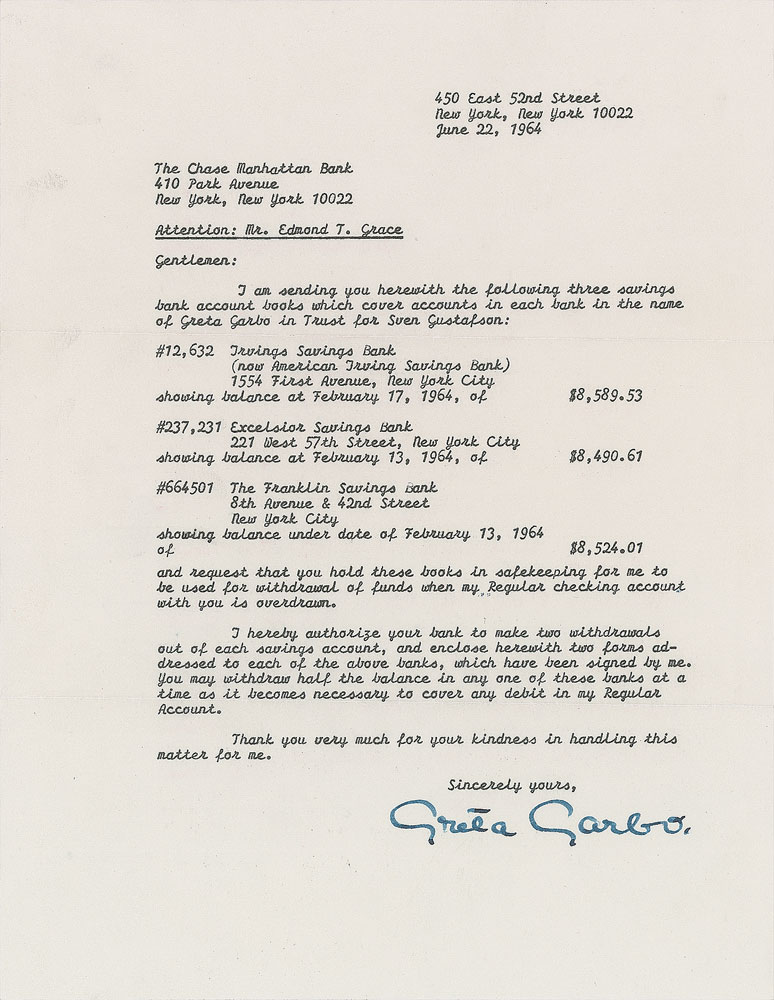 450 East 52nd Street
New York, New York 10022
June 22, 1964
The Chase Manhattan Bank
410 Park Avenue
New York, New York 10022
Attention: Mr. Edmond T. Grace
Gentlemen:
I am sending you herewith the following three savings
bank account books which cover accounts in each bank in the name
of Greta Garbo in Trust for Sven Gustafson:
#12,632 Irvings Savings Bank
(now American Irving Savings Bank)
1554 First Avenue, New York City
showing balance at February 17, 1964, of $8,589.53
#237,231 Excelsior Savings Bank
221 West 57th Street, New York City
showing balance at February 13, 1964, of $8,490.61
#664501 The Franklin Savings Bank
8th Avenue & 42nd Street
New York City
showing balance under date of February 13, 1964
of $8,524.01
and request that you hold these books in safekeeping for me to
be used for withdrawal of funds when my Regular checking account
with you is overdrawn.
I hereby authorize your bank to make two withdrawals
out of each savings account, and enclose herewith two forms ad-
dressed to each of the above banks, which have been signed by me.
You may withdraw half the balance in any one of these banks at a
time as it becomes necessary to cover any debit in my Regular
Account.
Thank you very much for your kindness in handling this
matter for me.
Sincerely yours,
Greta Garbo.